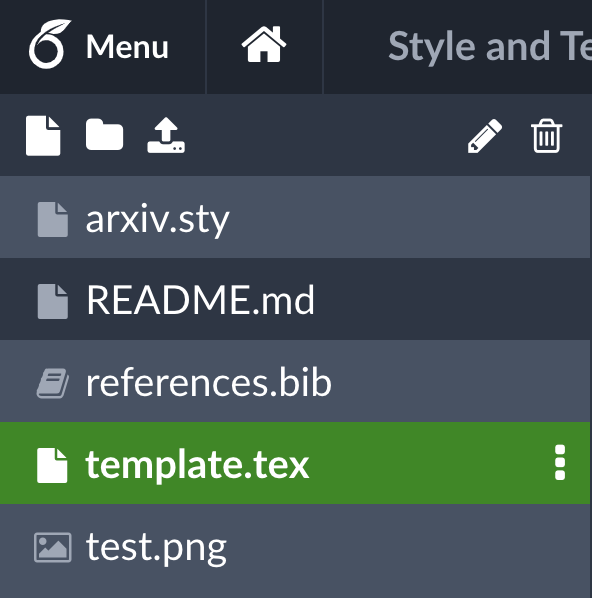 Menu
Style and Te
arxiv.sty
README.md
references.bib
template.tex
test.png